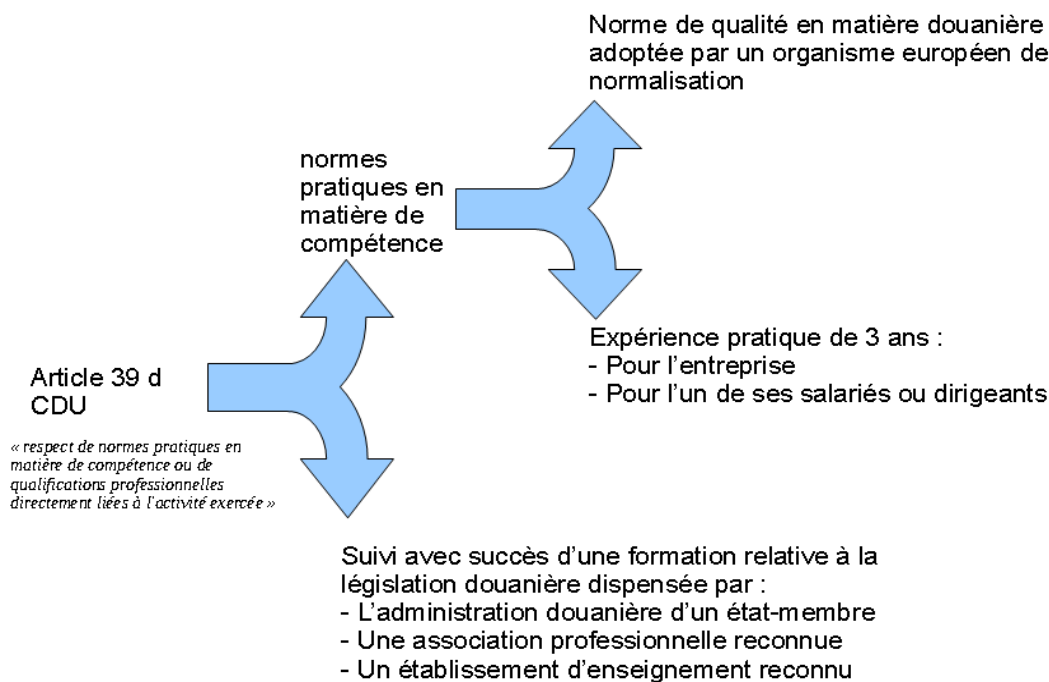 Norme de qualité en matière douanière
adoptée par un organisme européen de
normalisation
normes
pratiques en
matière de
compétence
Expérience pratique de 3 ans :
- Pour l'entreprise
- Pour l'un de ses salariés ou dirigeants
Article 39 d
CDU
« respect de normes pratiques en
matière de compétence ou de
qualifications professionnelles
directement liées à l'activité exercée »
Suivi avec succès d'une formation relative à la
législation douanière dispensée par :
- L'administration douanière d'un état-membre
- Une association professionnelle reconnue
- Un établissement d'enseignement reconnu